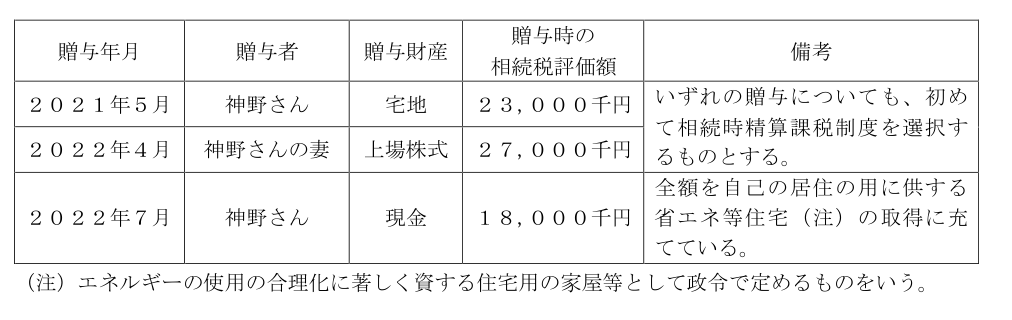 贈与年月 贈与者 贈与財産 贈与時の
相続税評価額 備考
２０２１年５月 神野さん 宅地 ２３,０００千円 いずれの贈与についても、初め
て相続時精算課税制度を選択す
るものとする。
２０２２年４月 神野さんの妻 上場株式 ２７,０００千円
２０２２年７月 神野さん 現金 １８,０００千円 全額を自己の居住の用に供する
省エネ等住宅（注）の取得に充
てている。
（注）エネルギーの使用の合理化に著しく資する住宅用の家屋等として政令で定めるものをいう。